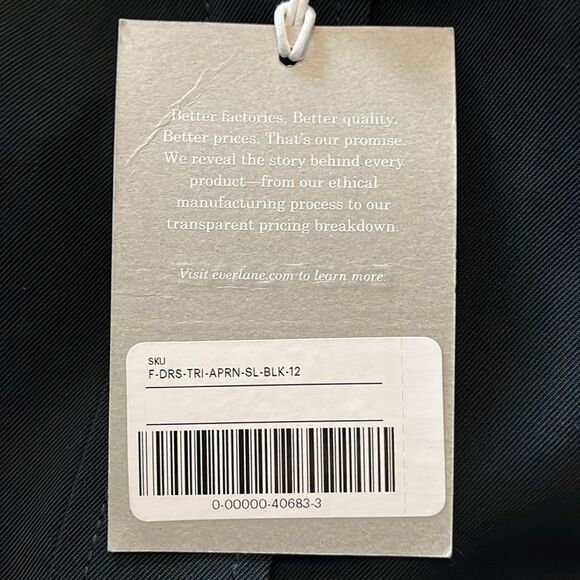 Better factories. Better quality.
Better prices. That's our promise.
We reveal the story behind every
product—from our ethical
manufacturing process to our
transparent pricing breakdown.
Visit everlane.com to learn more.
SKU
F-DRS-TRI-APRN-SL-BLK-12
0-00000-40683-3